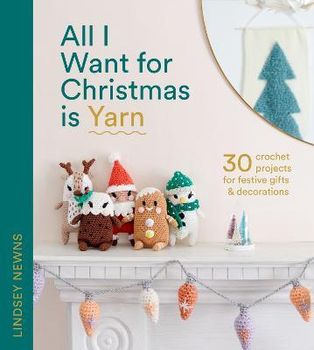 All I
Want for
Christmas
is Yarn
30 crochet
projects
for festive gifts
& decorations
LINDSEY NEWNS